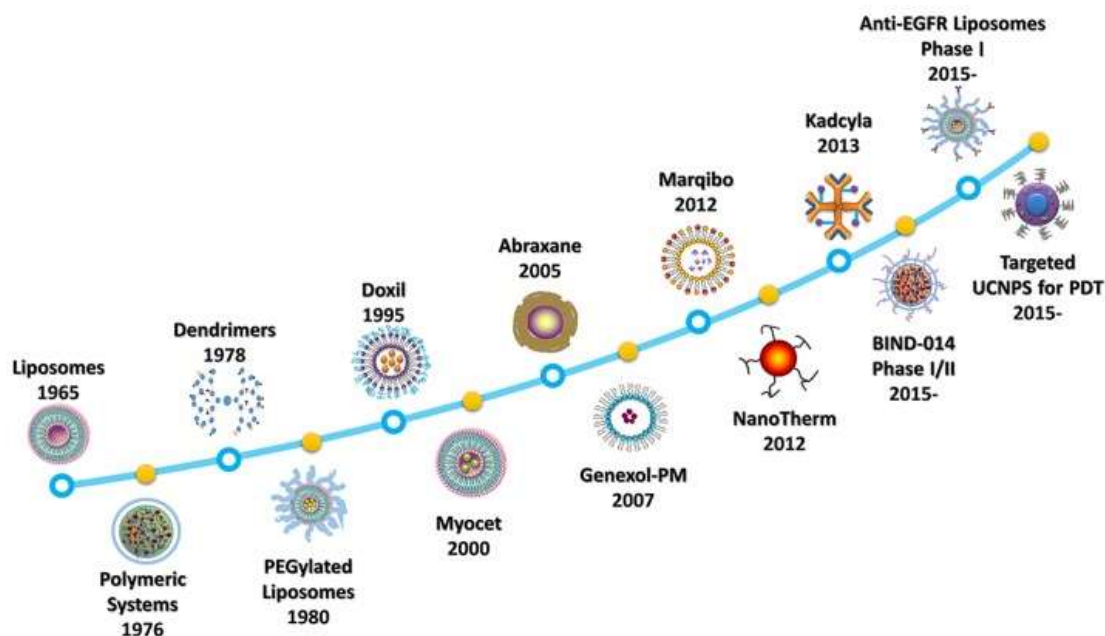 Liposomes
1965
Polymeric
Systems
1976
Dendrimers
1978
PEGylated
Liposomes
1980
Doxil
1995
Myocet
2000
Abraxane
2005
Genexol-PM
2007
Marqibo
2012
NanoTherm
2012
Kadcyla
2013
BIND-014
Phase I/II
2015-
Anti-EGFR Liposomes
Phase I
2015-
Targeted
UCNPS for PDT
2015-